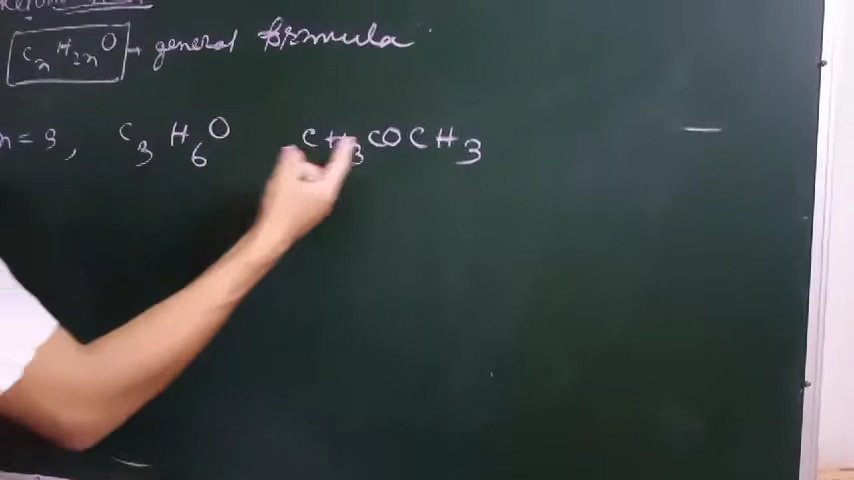 CnH2nO → general formula
n = 3, C3H6O CH3COCH3